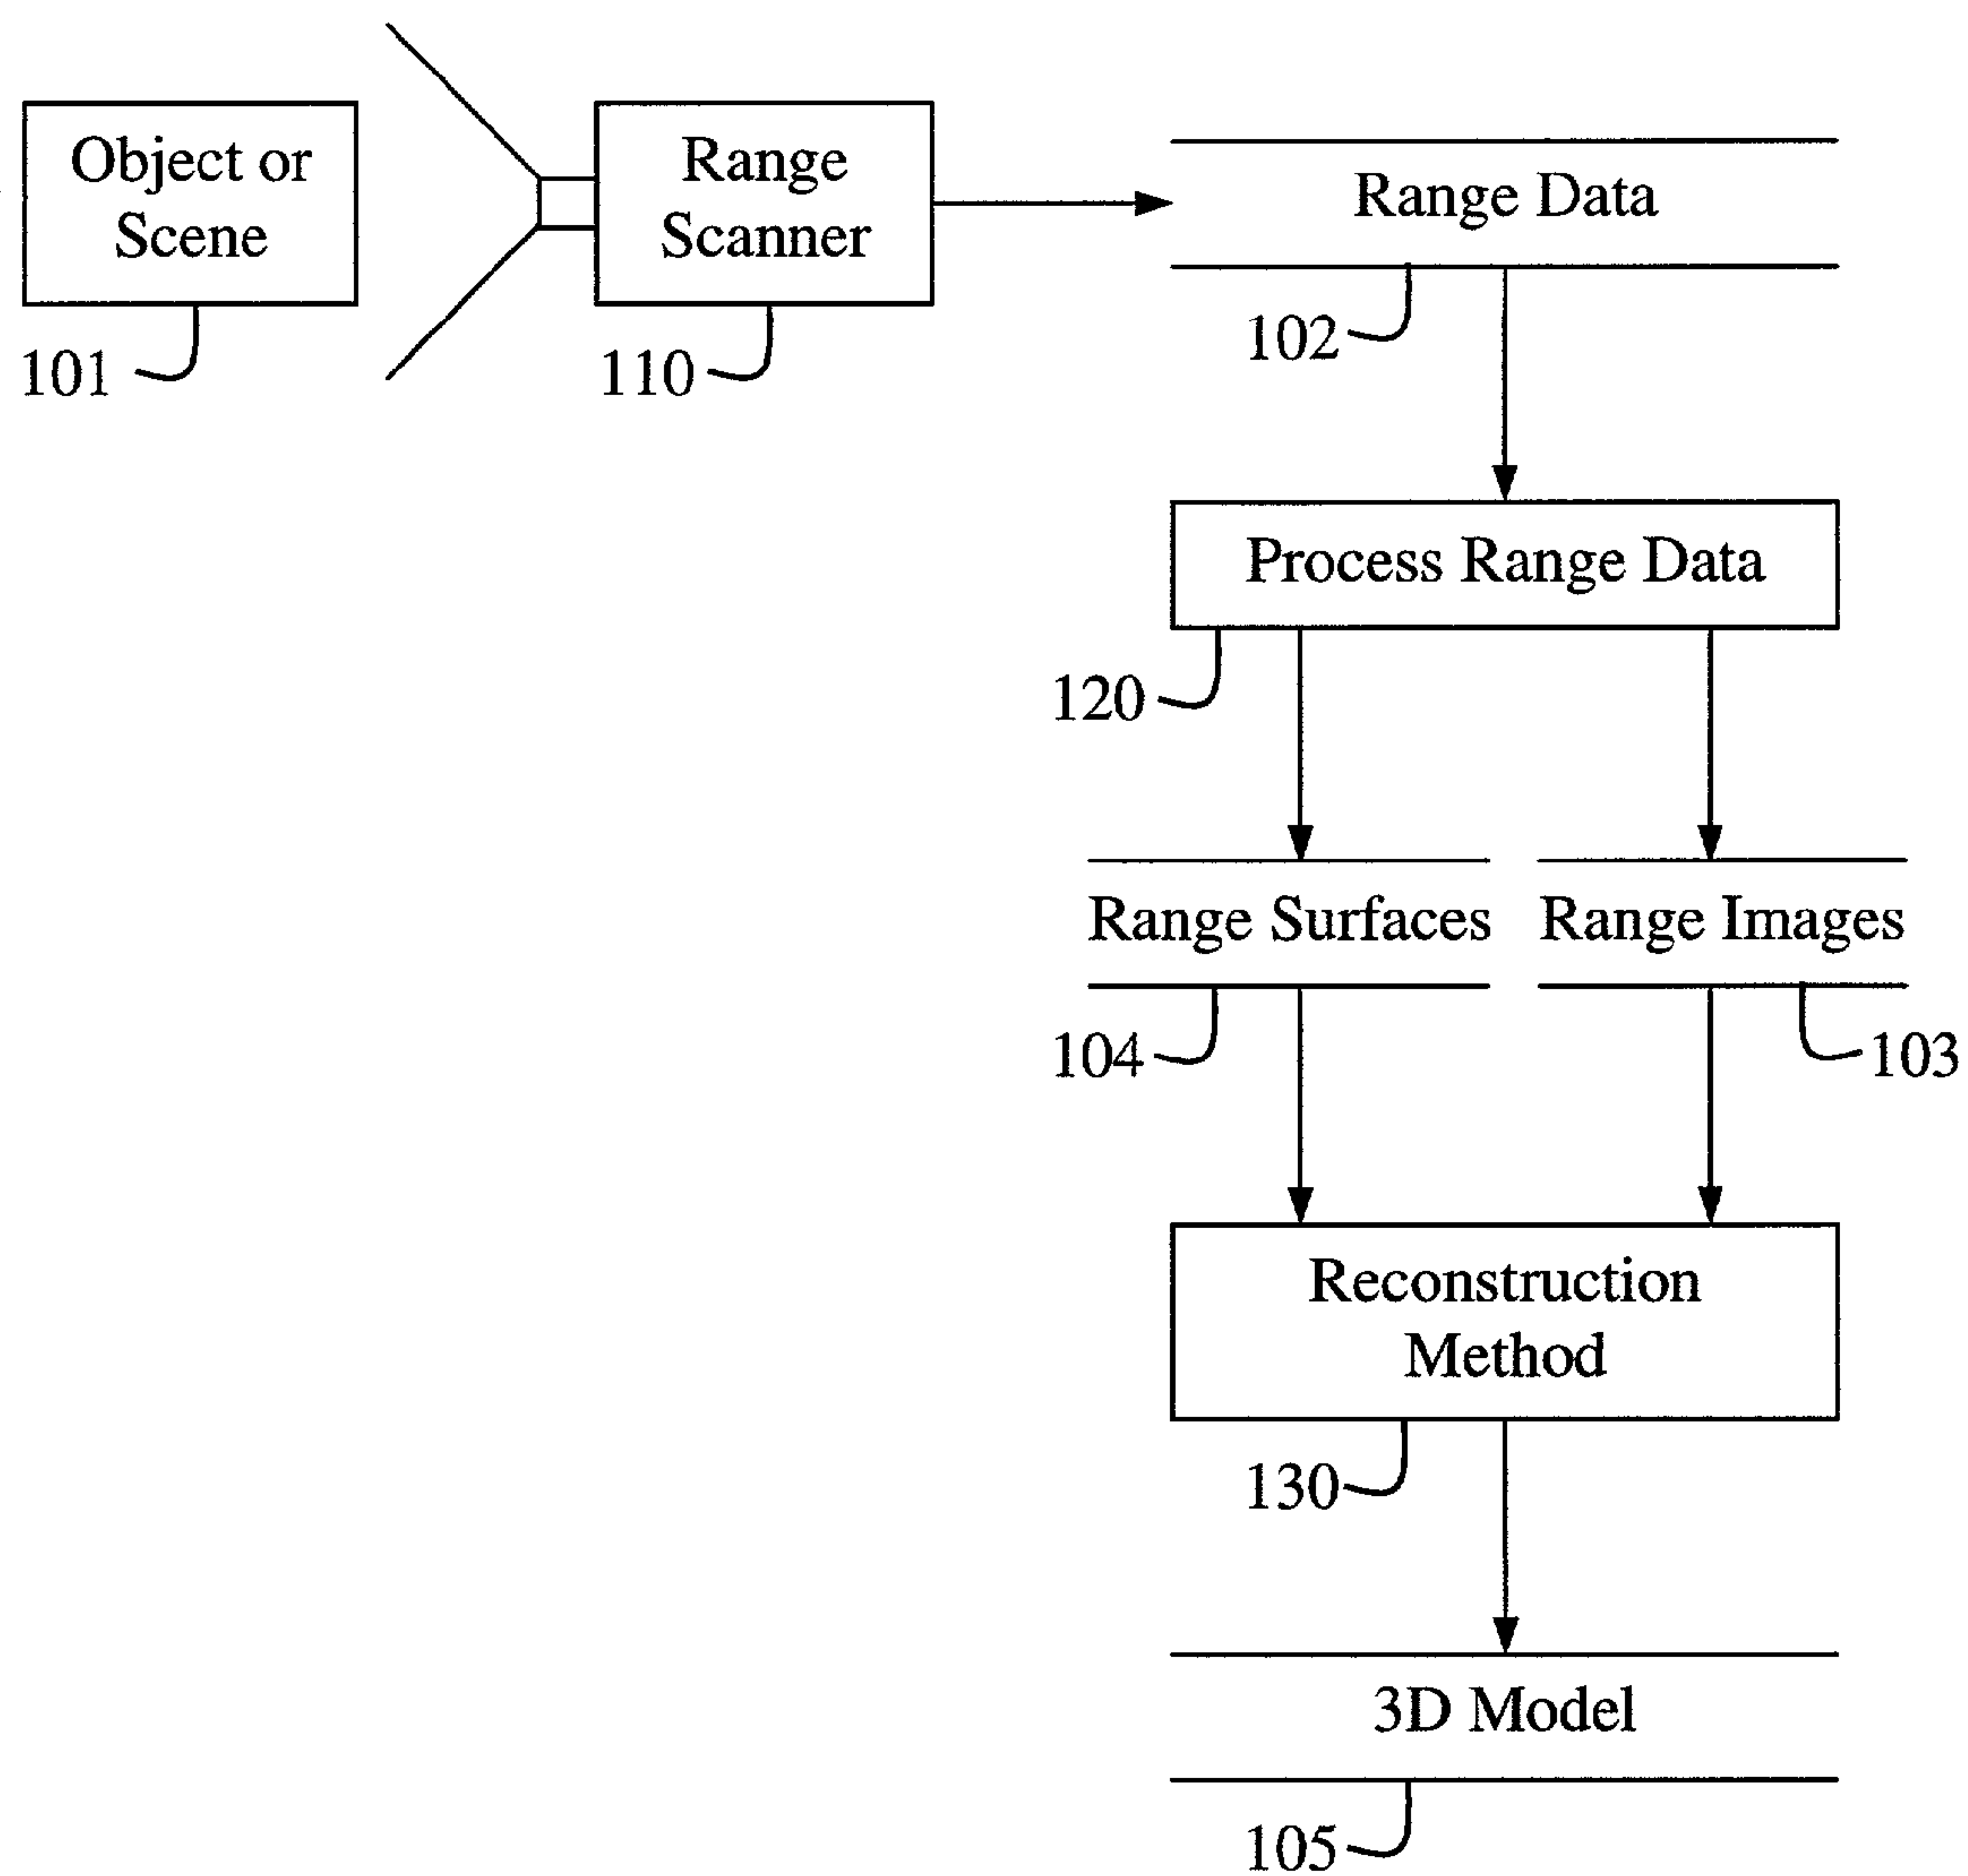 Object or
Scene
101
Range
Scanner
110
Range Data
102
Process Range Data
120
Range Surfaces
Range Images
104
103
Reconstruction
Method
130
3D Model
105